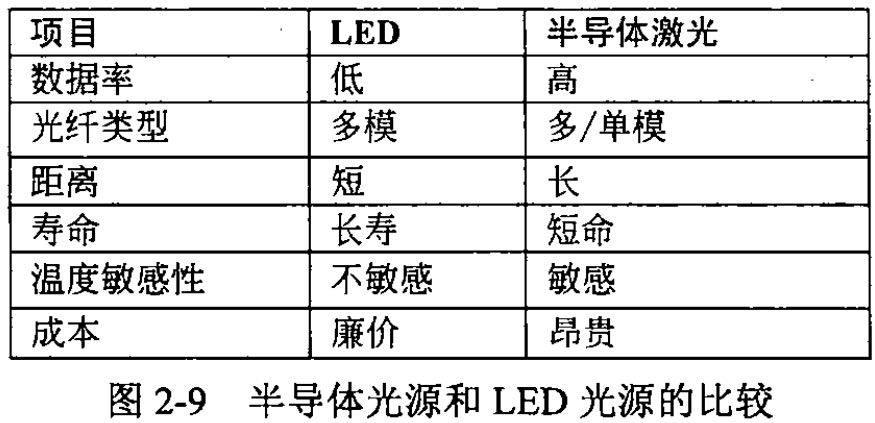 项目 LED 半导体激光
数据率 低 高
光纤类型 多模 多/单模
距离 短 长
寿命 长寿 短命
温度敏感性 不敏感 敏感
成本 廉价 昂贵
图 2-9 半导体光源和 LED 光源的比较